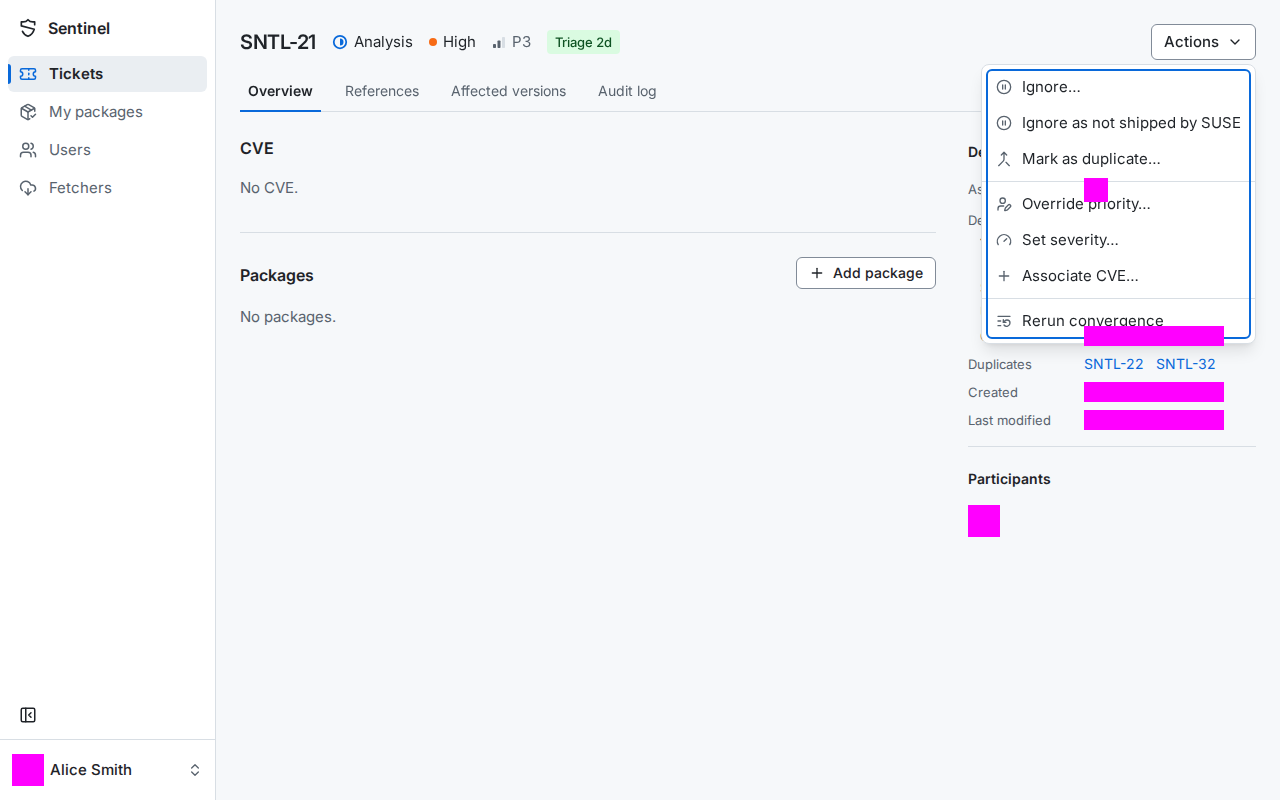 Sentinel
Tickets
My packages
Users
Fetchers
Alice Smith
SNTL-21
Analysis
High
P3
Triage 2d
Actions
Overview
References
Affected versions
Audit log
CVE
No CVE.
Packages
Add package
No packages.
Ignore...
Ignore as not shipped by SUSE
Mark as duplicate...
Override priority...
Set severity...
Associate CVE...
Rerun convergence
Duplicates
SNTL-22 SNTL-32
Created
Last modified
Participants